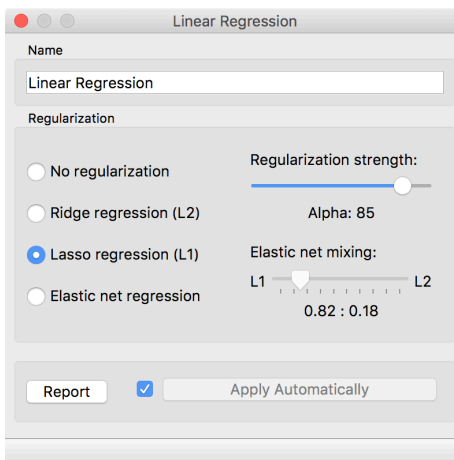 Linear Regression
Name
Linear Regression
Regularization
No regularization
Ridge regression (L2)
Lasso regression (L1)
Elastic net regression
Regularization strength:
Alpha: 85
Elastic net mixing:
L1 L2
0.82 : 0.18
Report
Apply Automatically